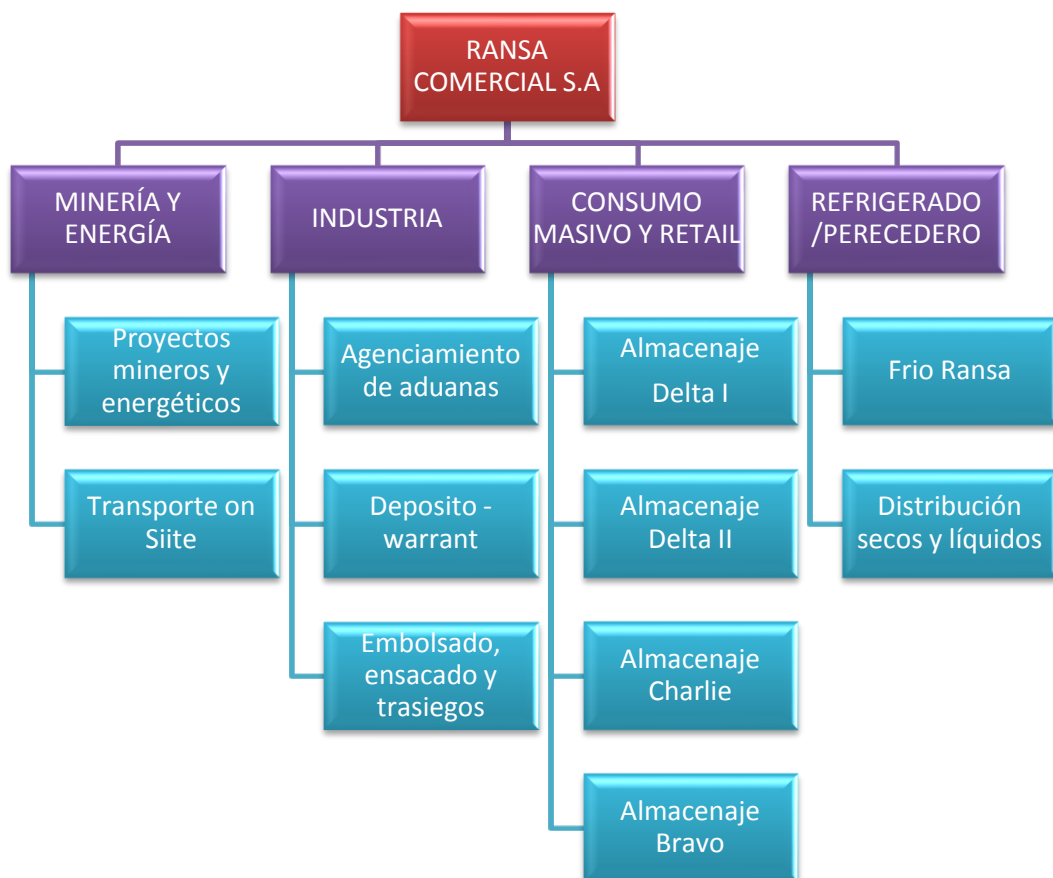 RANSA
COMERCIAL S.A
MINERÍA Y
ENERGÍA
INDUSTRIA
CONSUMO
MASIVO Y RETAIL
REFRIGERADO
/PERECEDERO
Proyectos
mineros y
energéticos
Transporte on
Siite
Agenciamiento
de aduanas
Deposito -
warrant
Embolsado,
ensacado y
trasiegos
Almacenaje
Delta I
Almacenaje
Delta II
Almacenaje
Charlie
Almacenaje
Bravo
Frio Ransa
Distribución
secos y líquidos